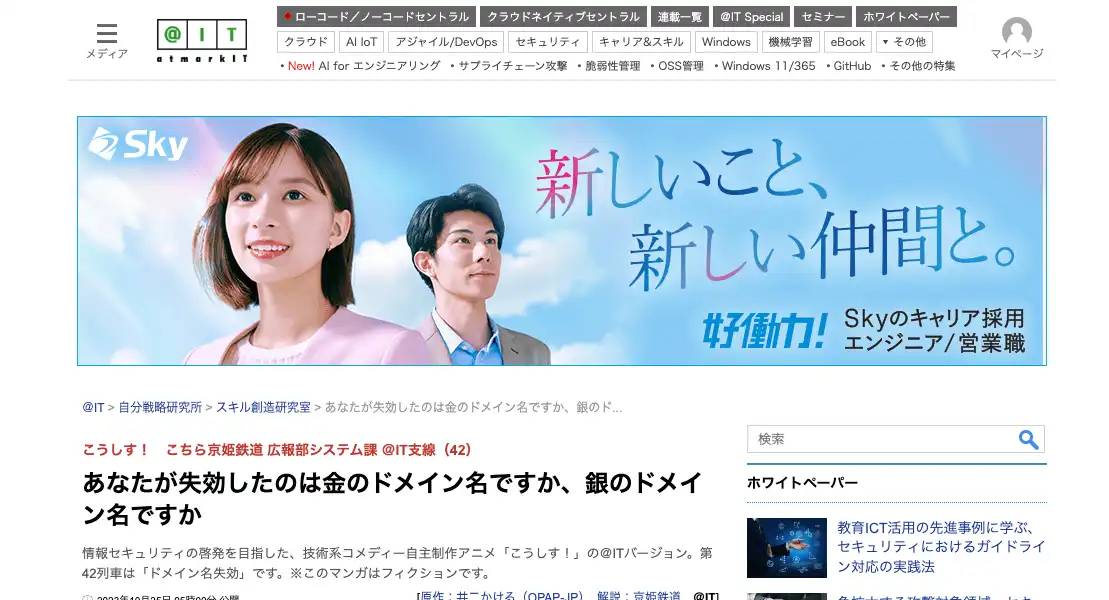 メディア
@IT
atmarkIT
ローコード／ノーコードセントラル
クラウドネイティブセントラル
連載一覧
@IT Special
セミナー
ホワイトペーパー
クラウド
AI IoT
アジャイル/DevOps
セキュリティ
キャリア&スキル
Windows
機械学習
eBook
▼ その他
・New! AI for エンジニアリング ・サプライチェーン攻撃 ・脆弱性管理 ・OSS管理 ・Windows 11/365 ・GitHub ・その他の特集
マイページ
Sky
新しいこと、
新しい仲間と。
好働力!
Skyのキャリア採用
エンジニア/営業職
@IT > 自分戦略研究所 > スキル創造研究室 > あなたが失効したのは金のドメイン名ですか、銀のド...
こうしす！ こちら京姫鉄道 広報部システム課 @IT支線（42）
あなたが失効したのは金のドメイン名ですか、銀のドメイ
ン名ですか
情報セキュリティの啓発を目指した、技術系コメディー自主制作アニメ「こうしす！」の@ITバージョン。第
42列車は「ドメイン名失効」です。※このマンガはフィクションです。
2023年10月25日 05時00分 公開
[原作：井二かける（OPAP-JP）, 解説：京姫鉄道, @IT]
検索
ホワイトペーパー
教育ICT活用の先進事例に学ぶ、
セキュリティにおけるガイドライ
ン対応の実践法